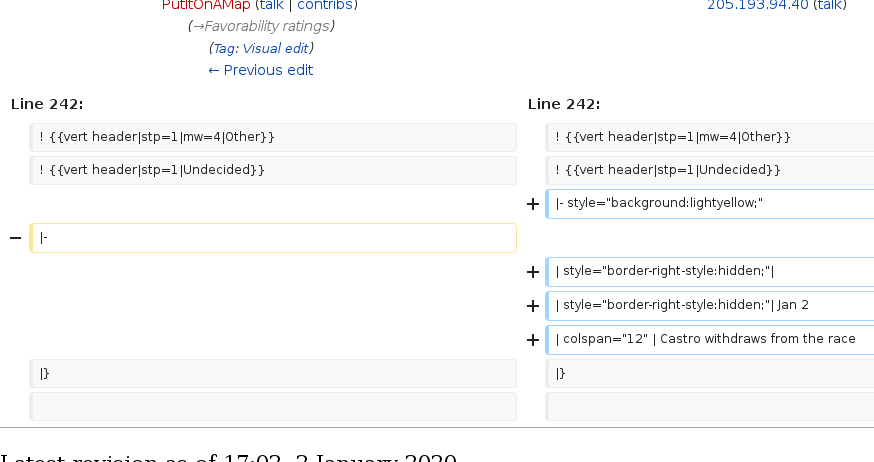 PutItOnAMap (talk | contribs)
(→Favorability ratings)
(Tag: Visual edit)
← Previous edit
205.193.94.40 (talk)
Line 242:
Line 242:
! {{vert header|stp=1|mw=4|Other}}
! {{vert header|stp=1|mw=4|Other}}
! {{vert header|stp=1|Undecided}}
! {{vert header|stp=1|Undecided}}
+ |- style="background:lightyellow;"
− |-
+ | style="border-right-style:hidden;"|
+ | style="border-right-style:hidden;"| Jan 2
+ | colspan="12" | Castro withdraws from the race
|}
|}
Latest revision as of 17:03, 2 January 2020